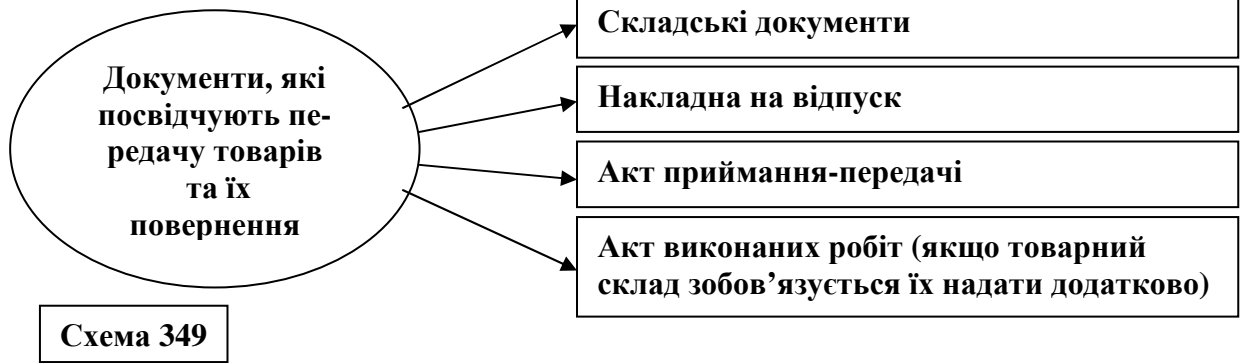 Документи, які
посвідчують пе-
редачу товарів
та їх
повернення
Складські документи
Накладна на відпуск
Акт приймання-передачі
Акт виконаних робіт (якщо товарний
склад зобов’язується їх надати додатково)
Схема 349